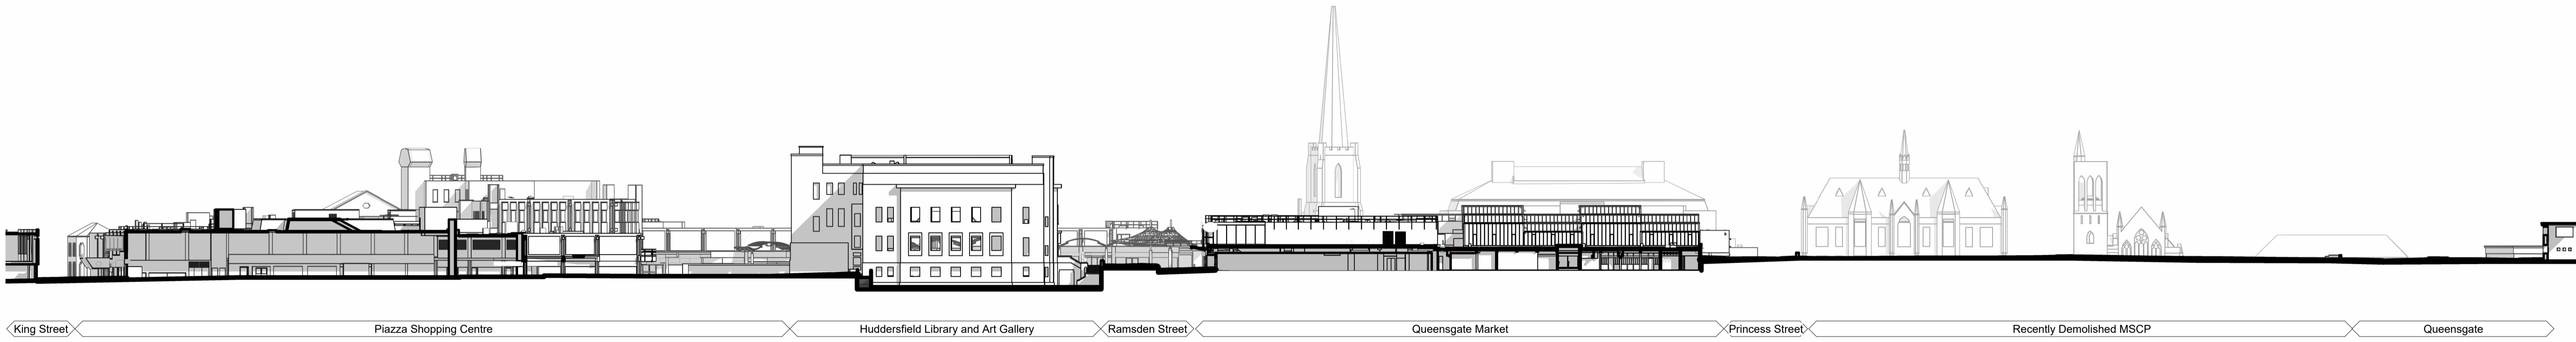 King Street
Piazza Shopping Centre
Huddersfield Library and Art Gallery
Ramsden Street
Queensgate Market
Princess Street
Recently Demolished MSCP
Queensgate